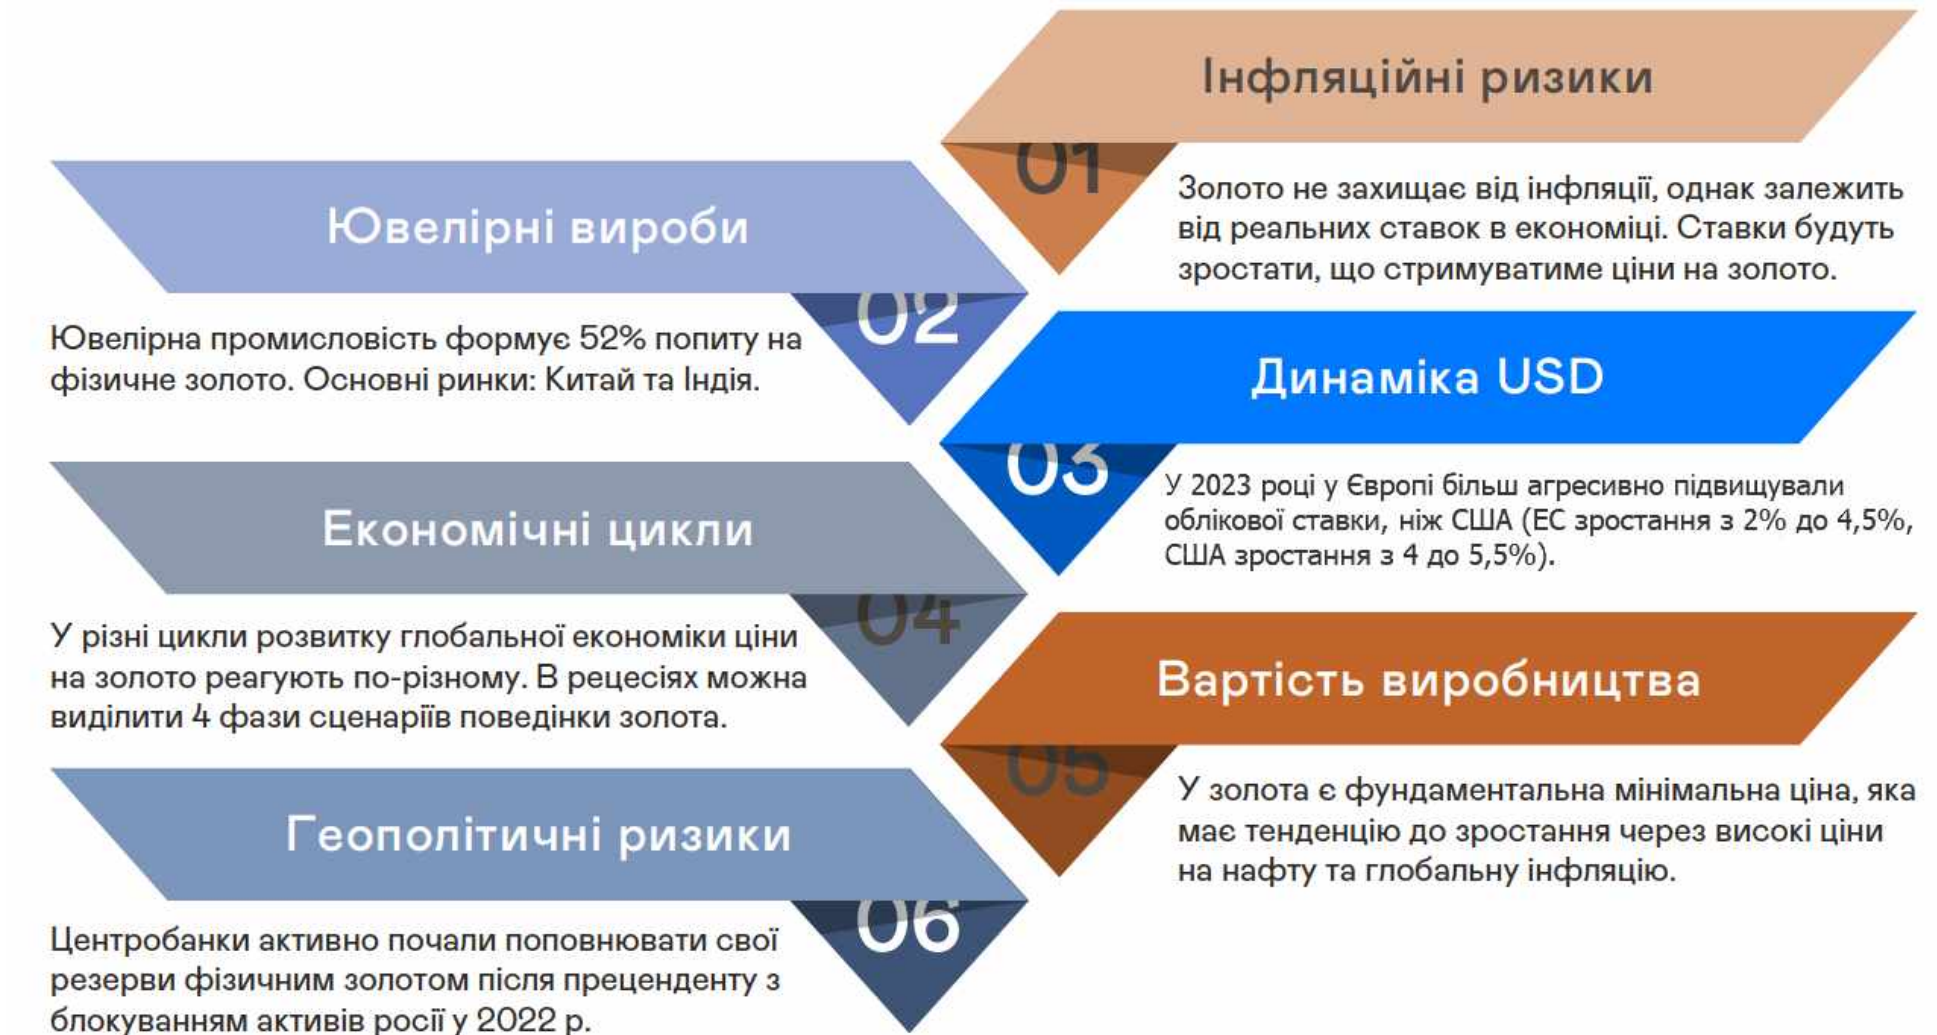 Інфляційні ризики
01
Золото не захищає від інфляції, однак залежить
від реальних ставок в економіці. Ставки будуть
зростати, що стримуватиме ціни на золото.
Ювелірні вироби
02
Ювелірна промисловість формує 52% попиту на
фізичне золото. Основні ринки: Китай та Індія.
Динаміка USD
03
У 2023 році у Європі більш агресивно підвищували
облікової ставки, ніж США (ЕС зростання з 2% до 4,5%,
США зростання з 4 до 5,5%).
Економічні цикли
04
У різні цикли розвитку глобальної економіки ціни
на золото реагують по-різному. В рецесіях можна
виділити 4 фази сценаріїв поведінки золота.
Вартість виробництва
05
У золота є фундаментальна мінімальна ціна, яка
має тенденцію до зростання через високі ціни
на нафту та глобальну інфляцію.
Геополітичні ризики
06
Центробанки активно почали поповнювати свої
резерви фізичним золотом після прецинденту з
блокуванням активів росії у 2022 р.